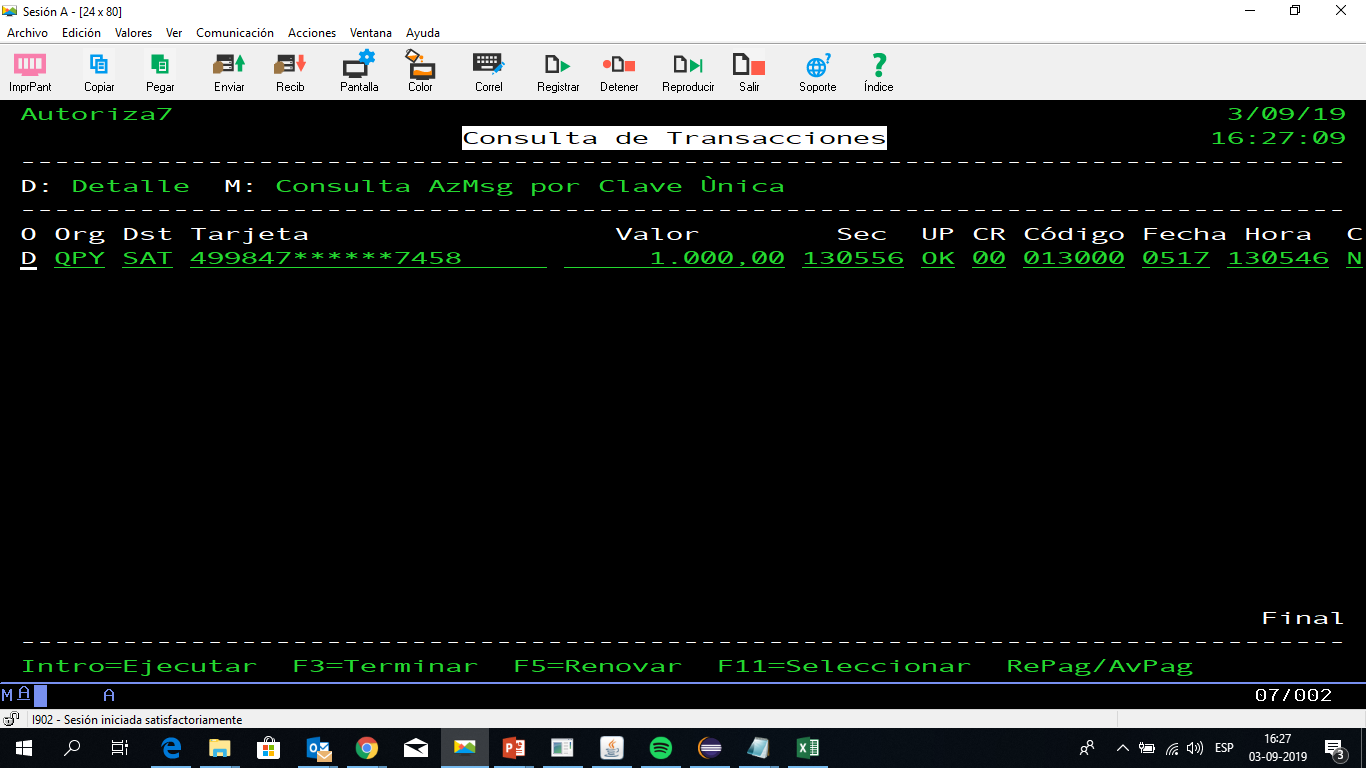 Sesión A - [24 x 80]
Archivo Edición Valores Ver Comunicación Acciones Ventana Ayuda
ImprPant Copiar Pegar Enviar Recib Pantalla Color Correl Registrar Detener Reproducir Salir Soporte Índice
Autoriza7 3/09/19
Consulta de Transacciones 16:27:09
-------------------------------------------------------------------------------
D: Detalle M: Consulta AzMsg por Clave Ùnica
-------------------------------------------------------------------------------
O Org Dst Tarjeta Valor Sec UP CR Código Fecha Hora C
D QPY SAT 499847******7458 1.000,00 130556 OK 00 013000 0517 130546 N
Final
-------------------------------------------------------------------------------
Intro=Ejecutar F3=Terminar F5=Renovar F11=Seleccionar RePag/AvPag
MA A 07/002
I902 - Sesión iniciada satisfactoriamente
ESP 16:27
03-09-2019 3